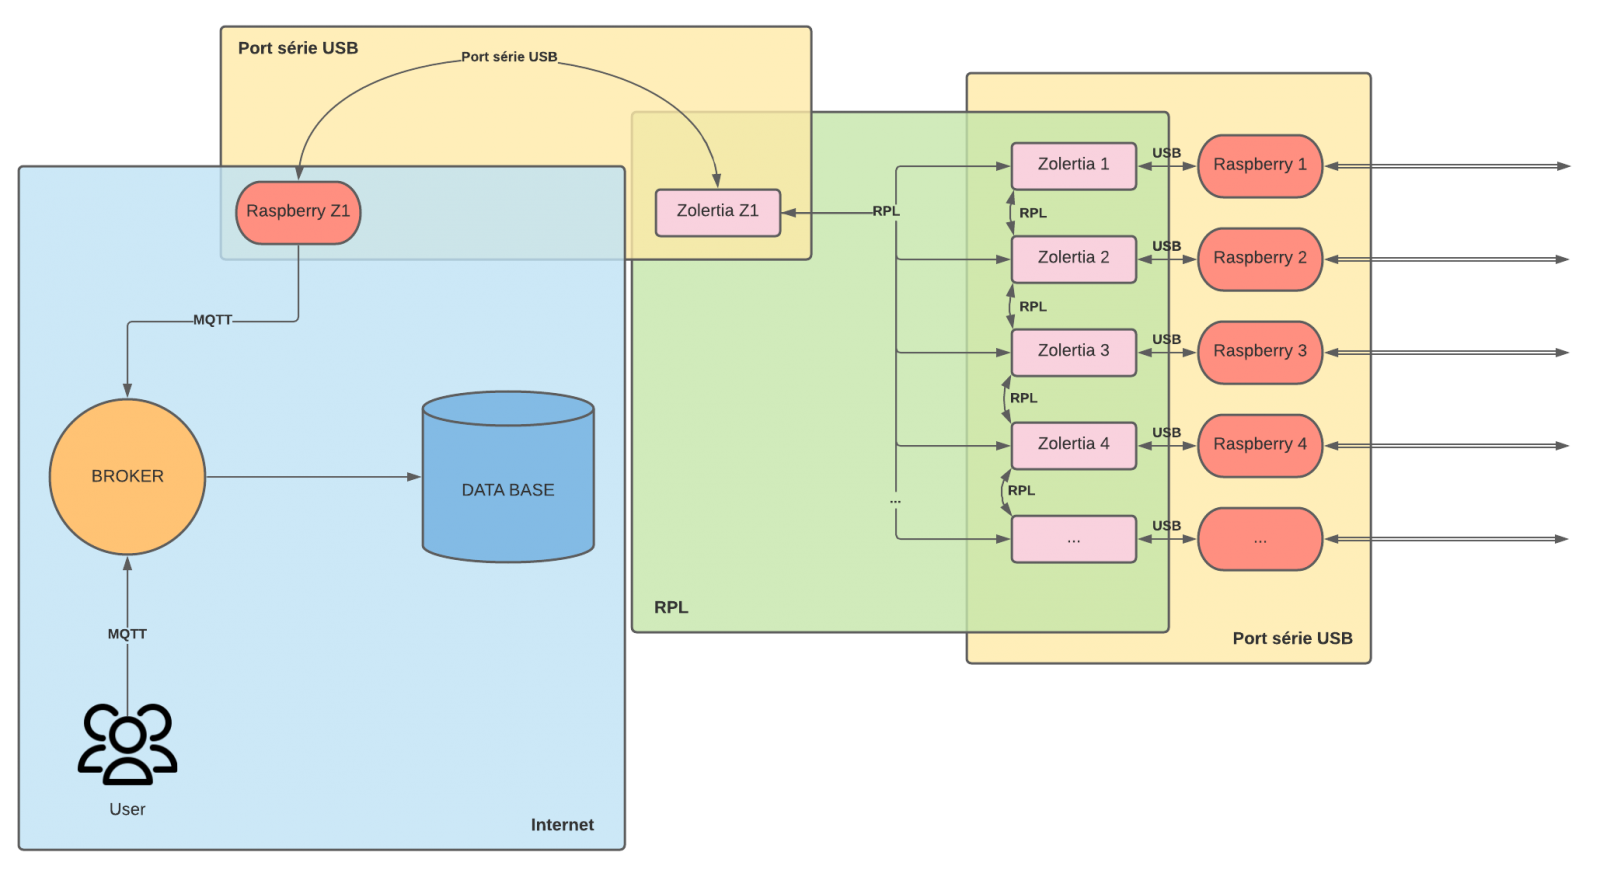 Port série USB
Port série USB
Raspberry Z1
Zolertia Z1
RPL
MQTT
BROKER
DATA BASE
MQTT
User
Internet
Zolertia 1
USB
Raspberry 1
RPL
Zolertia 2
USB
Raspberry 2
RPL
Zolertia 3
USB
Raspberry 3
RPL
Zolertia 4
USB
Raspberry 4
RPL
...
...
USB
...
RPL
Port série USB